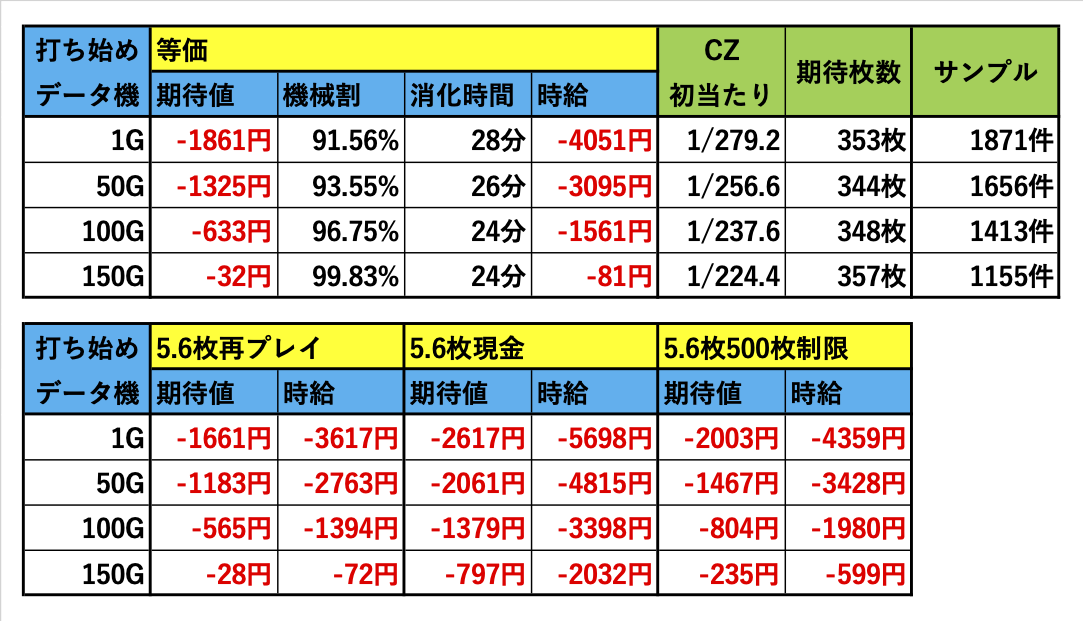 打ち始め 等価 CZ 期待枚数 サンプル
データ機 期待値 機械割 消化時間 時給 初当たり
1G -1861円 91.56% 28分 -4051円 1/279.2 353枚 1871件
50G -1325円 93.55% 26分 -3095円 1/256.6 344枚 1656件
100G -633円 96.75% 24分 -1561円 1/237.6 348枚 1413件
150G -32円 99.83% 24分 -81円 1/224.4 357枚 1155件
打ち始め 5.6枚再プレイ 5.6枚現金 5.6枚500枚制限
データ機 期待値 時給 期待値 時給 期待値 時給
1G -1661円 -3617円 -2617円 -5698円 -2003円 -4359円
50G -1183円 -2763円 -2061円 -4815円 -1467円 -3428円
100G -565円 -1394円 -1379円 -3398円 -804円 -1980円
150G -28円 -72円 -797円 -2032円 -235円 -599円